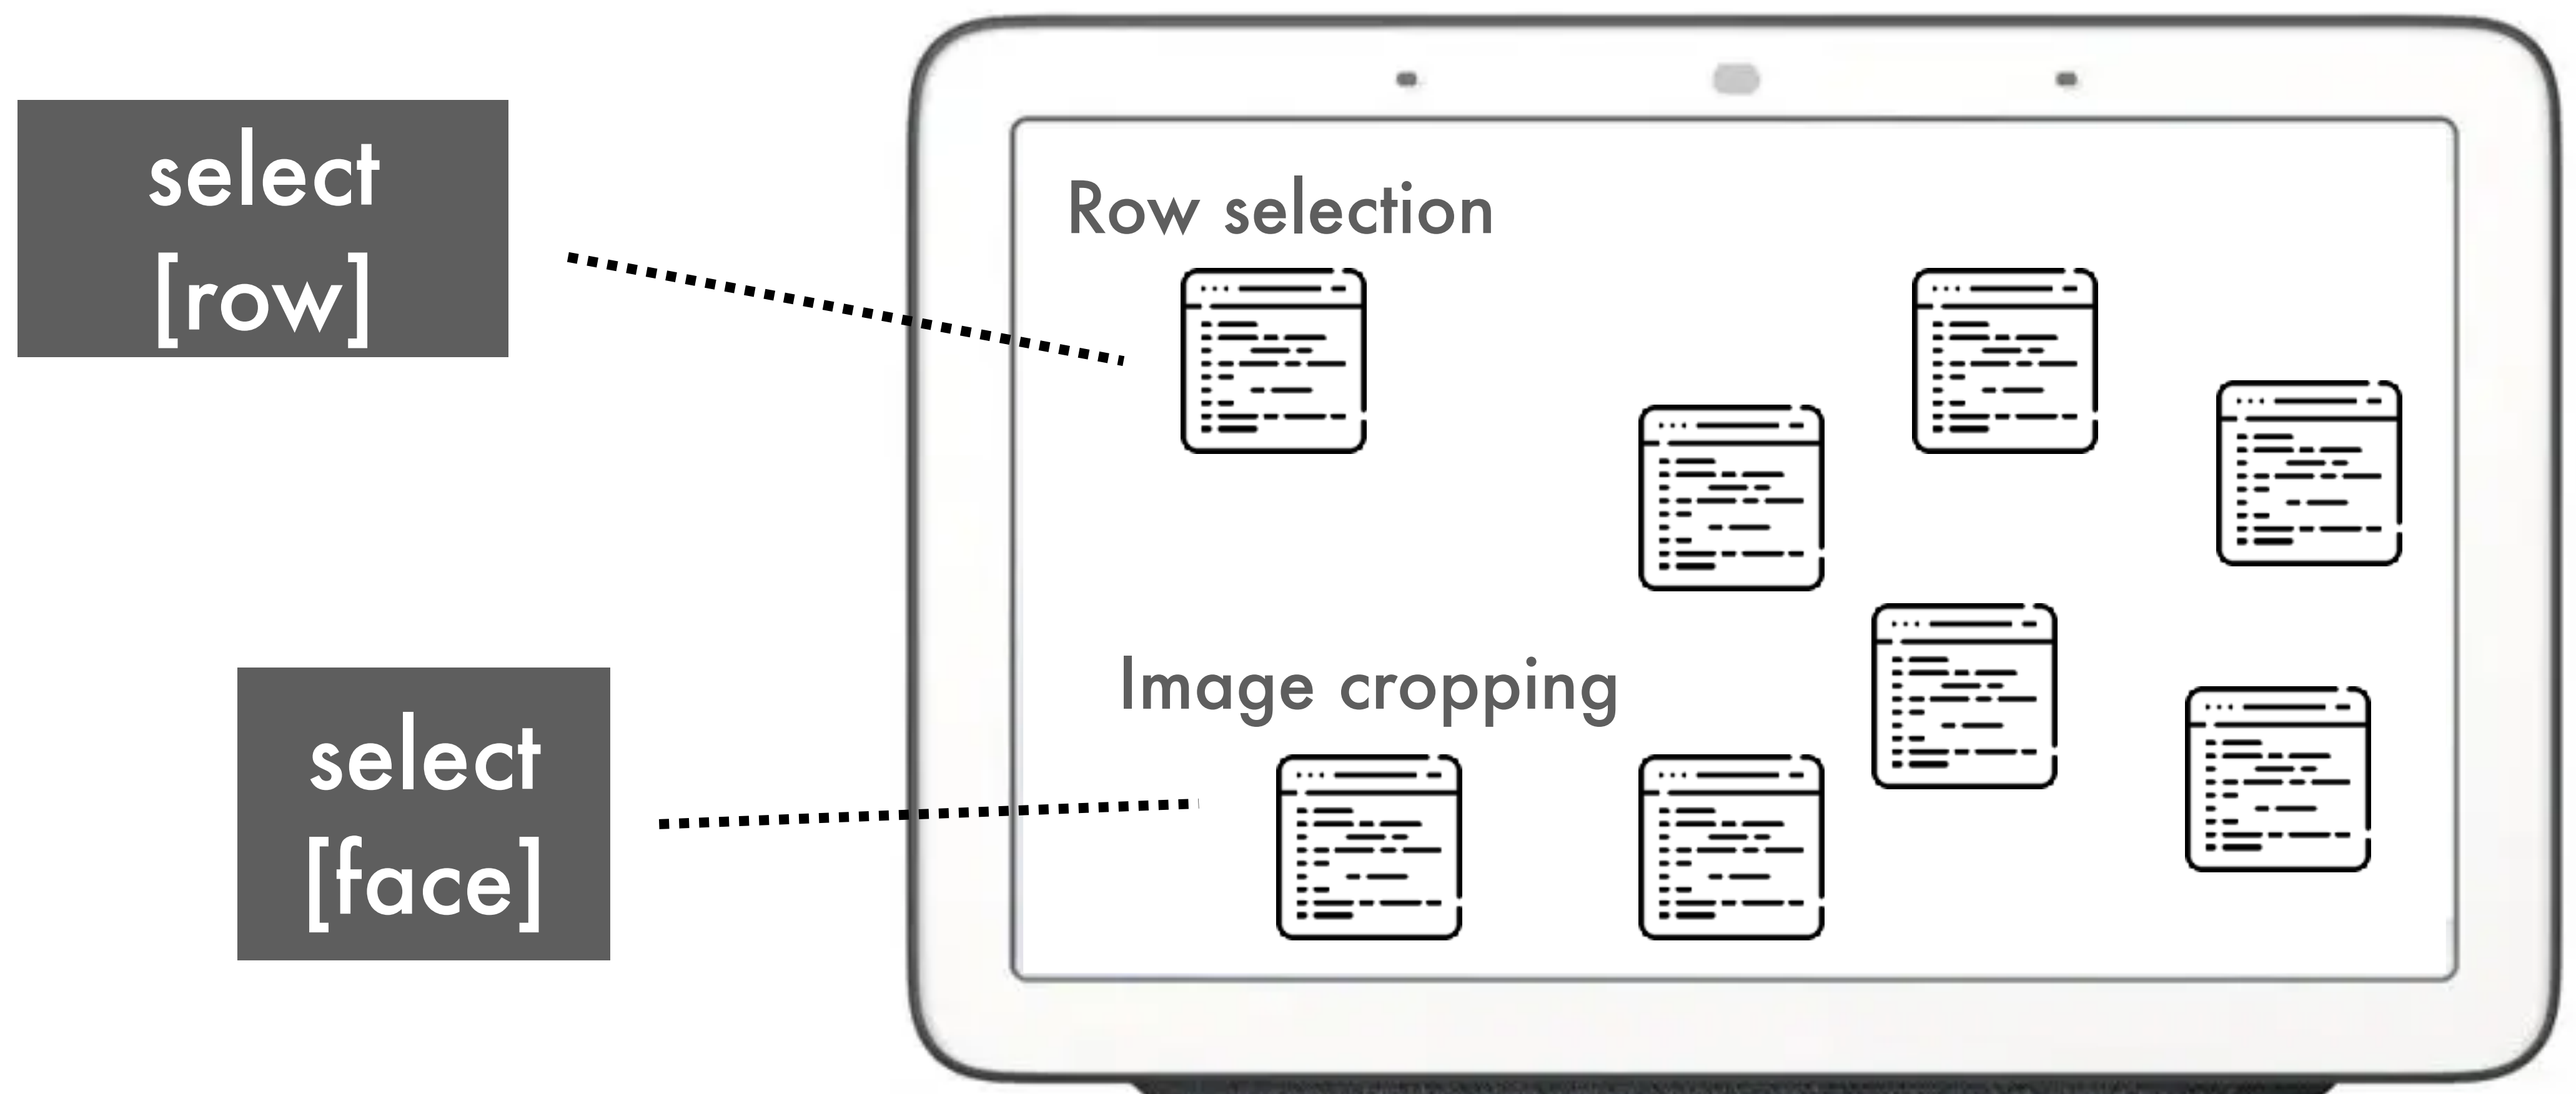 select
[row]
Row selection
Image cropping
select
[face]